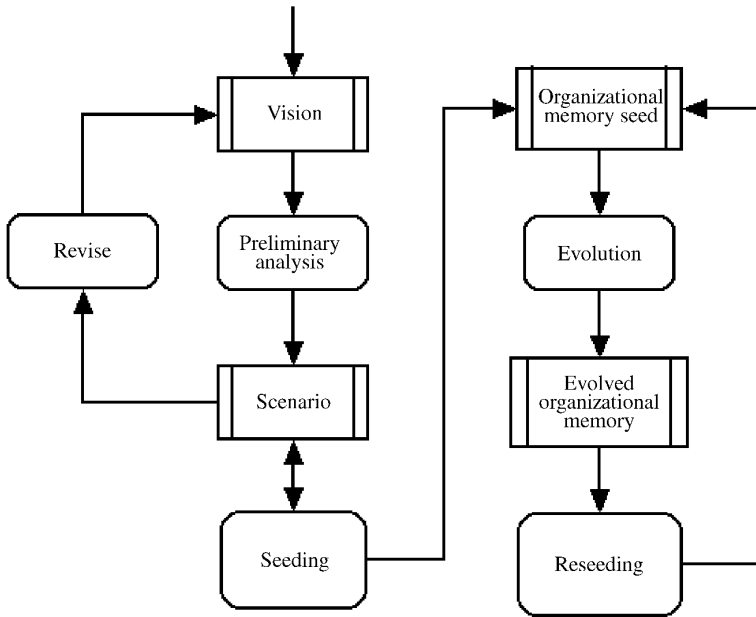 Vision
Revise
Preliminary
analysis
Scenario
Seeding
Organizational
memory seed
Evolution
Evolved
organizational
memory
Reseeding